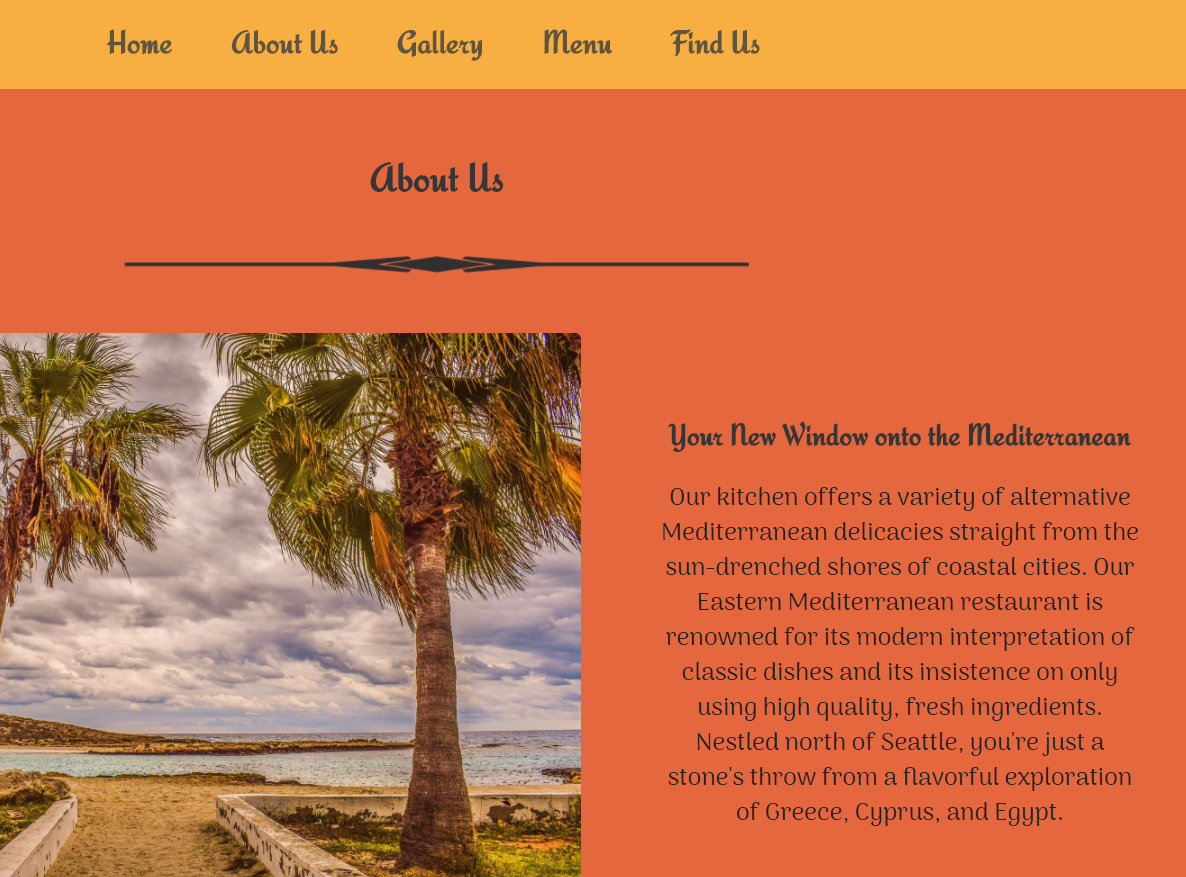 Home About Us Gallery Menu Find Us
About Us
Your New Window onto the Mediterranean
Our kitchen offers a variety of alternative
Mediterranean delicacies straight from the
sun-drenched shores of coastal cities. Our
Eastern Mediterranean restaurant is
renowned for its modern interpretation of
classic dishes and its insistence on only
using high quality, fresh ingredients.
Nestled north of Seattle, you're just a
stone's throw from a flavorful exploration
of Greece, Cyprus, and Egypt.